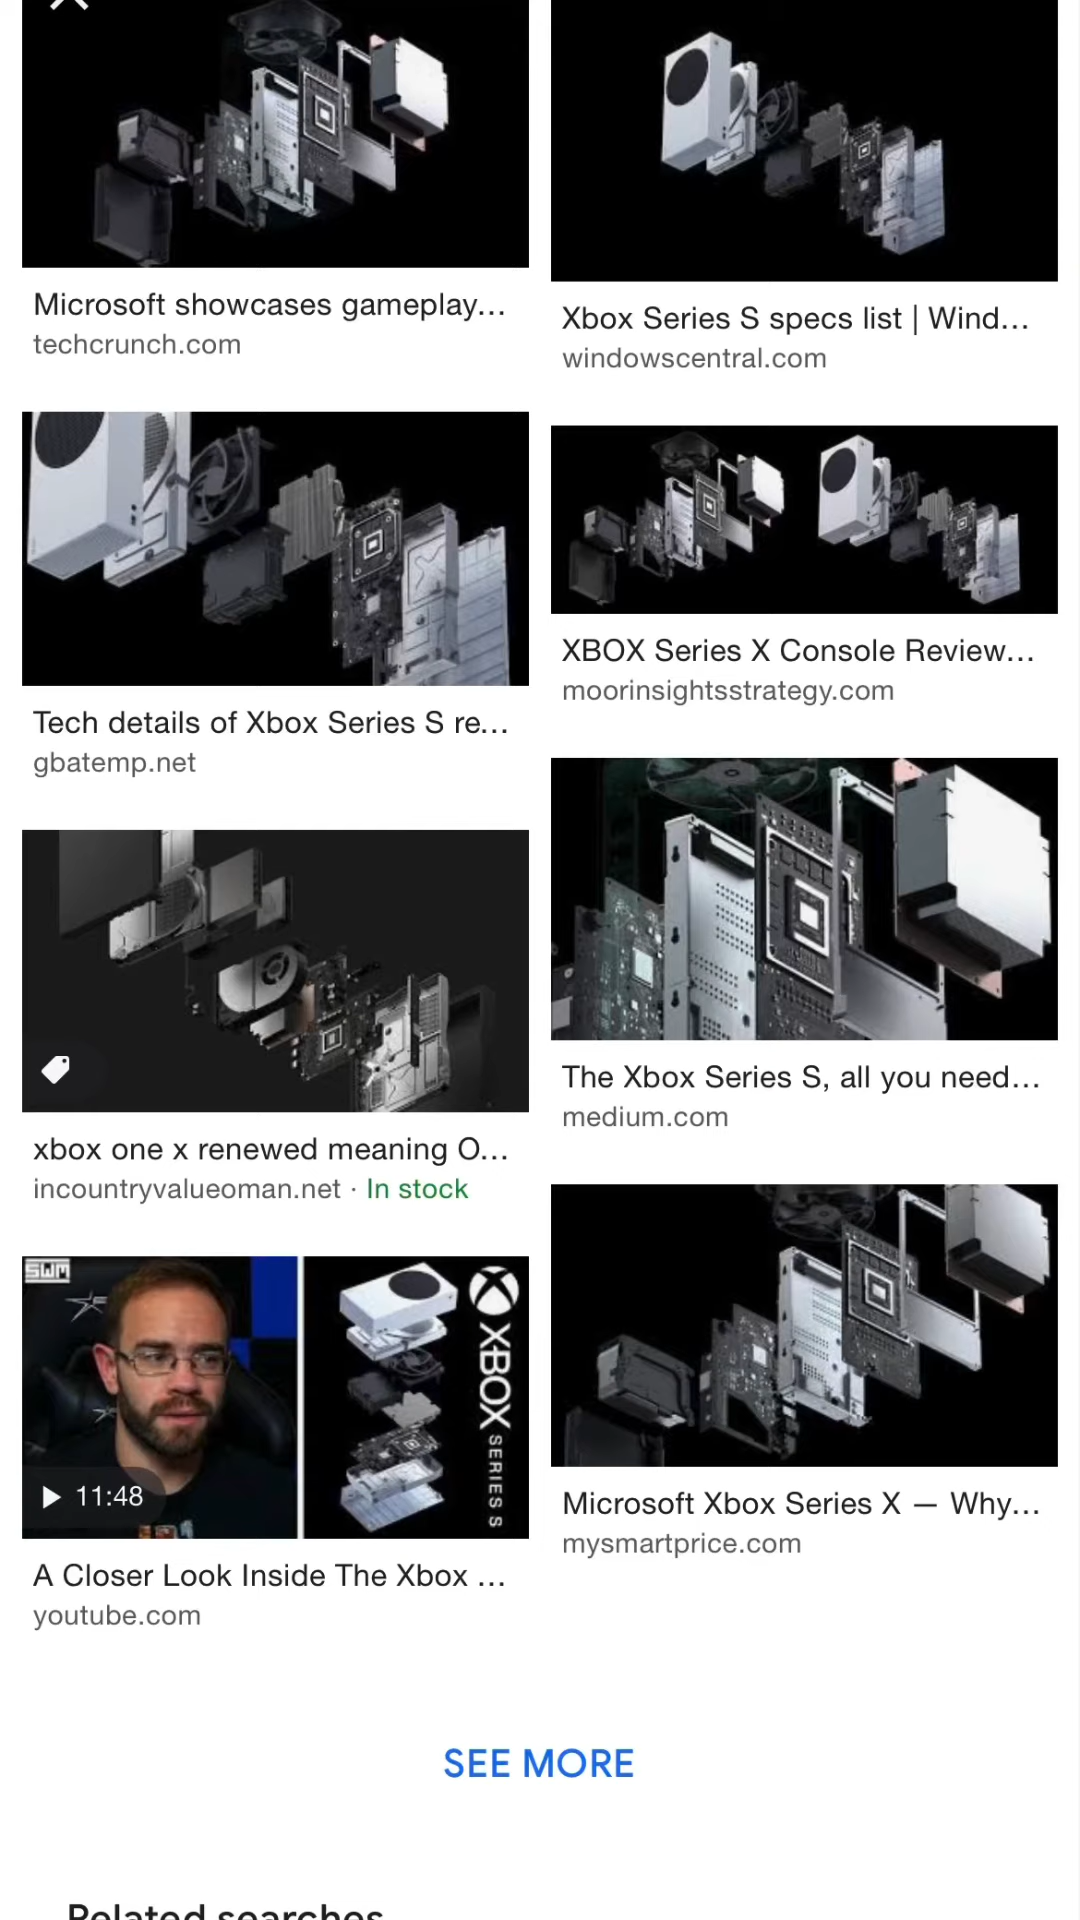 Microsoft showcases gameplay...
techcrunch.com
Xbox Series S specs list | Wind...
windowscentral.com
Tech details of Xbox Series S re...
gbatemp.net
XBOX Series X Console Review...
moorinsightsstrategy.com
xbox one x renewed meaning O...
incountryvalueoman.net · In stock
The Xbox Series S, all you need...
medium.com
SWM
XBOX
SERIES S
11:48
A Closer Look Inside The Xbox ...
youtube.com
Microsoft Xbox Series X — Why...
mysmartprice.com
SEE MORE
Related searches